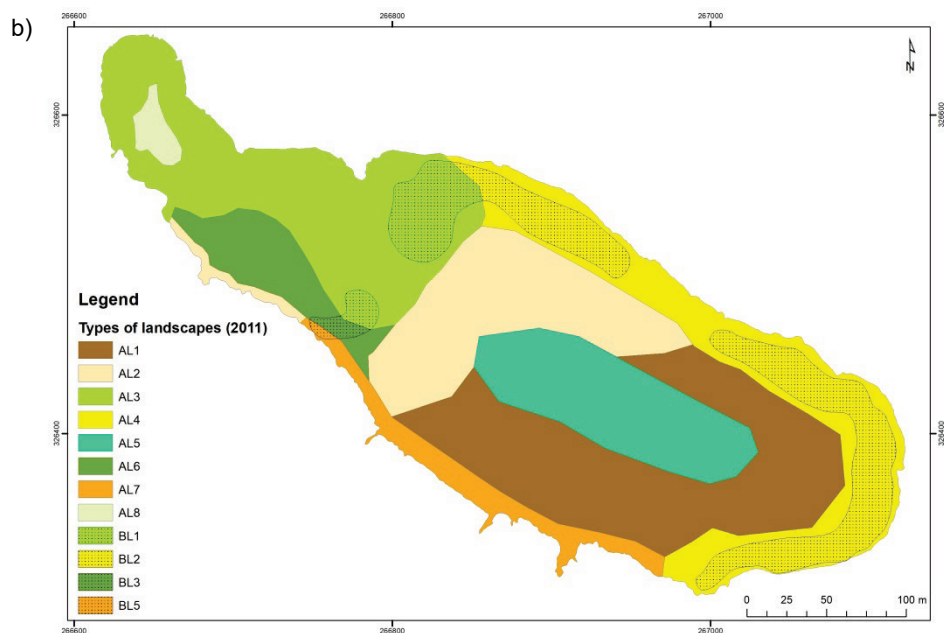 b)
266600 266800 267000
N
326600 326600
Legend
Types of landscapes (2011)
AL1
AL2
AL3
AL4
AL5
AL6
AL7
AL8
BL1
BL2
BL3
BL5
326400 326400
0 25 50 100 m
266600 266800 267000